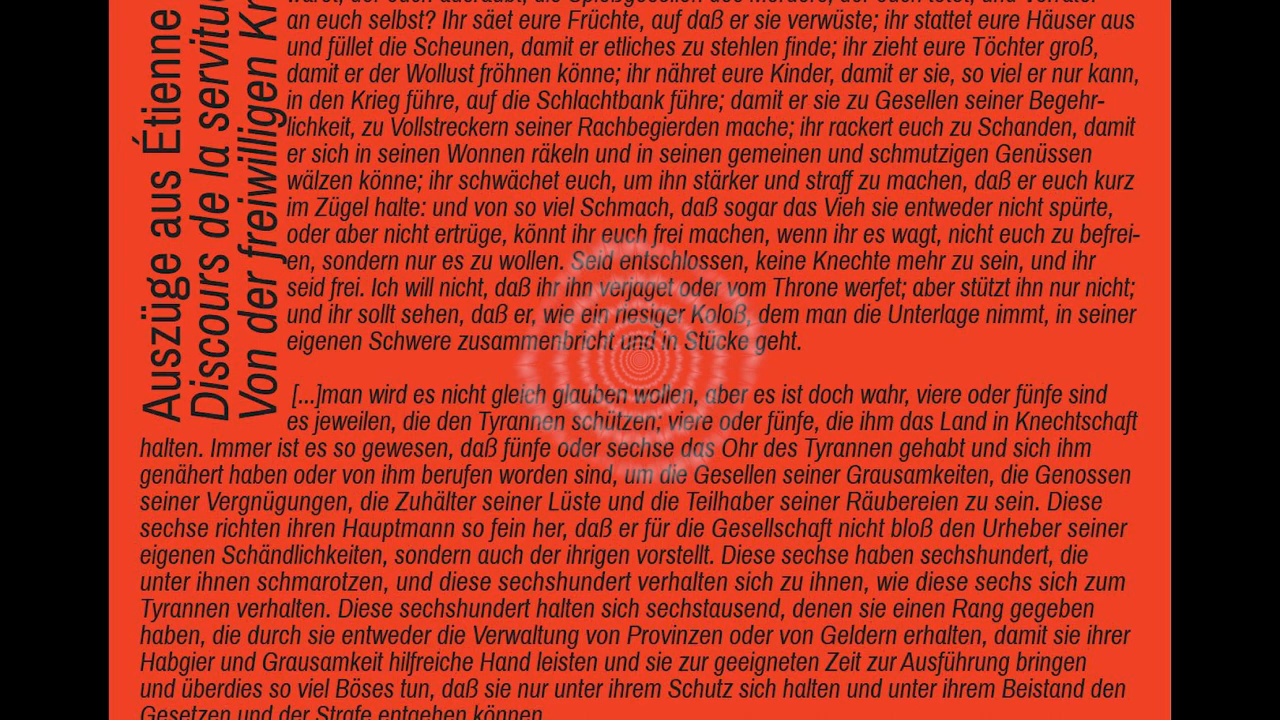 Auszüge aus Étienne
Discours de la servitud
Von der freiwilligen Kn
an euch selbst? Ihr säet eure Früchte, auf daß er sie verwüste; ihr stattet eure Häuser aus
und füllet die Scheunen, damit er etliches zu stehlen finde; ihr zieht eure Töchter groß,
damit er der Wollust fröhnen könne; ihr nähret eure Kinder, damit er sie, so viel er nur kann,
in den Krieg führe, auf die Schlachtbank führe; damit er sie zu Gesellen seiner Begehr-
lichkeit, zu Vollstreckern seiner Rachbegierden mache; ihr rackert euch zu Schanden, damit
er sich in seinen Wonnen räkeln und in seinen gemeinen und schmutzigen Genüssen
wälzen könne; ihr schwächet euch, um ihn stärker und straff zu machen, daß er euch kurz
im Zügel halte: und von so viel Schmach, daß sogar das Vieh sie entweder nicht spürte,
oder aber nicht ertrüge, könnt ihr euch frei machen, wenn ihr es wagt, nicht euch zu befrei-
en, sondern nur es zu wollen. Seid entschlossen, keine Knechte mehr zu sein, und ihr
seid frei. Ich will nicht, daß ihr ihn verjaget oder vom Throne werfet; aber stützt ihn nur nicht;
und ihr sollt sehen, daß er, wie ein riesiger Koloß, dem man die Unterlage nimmt, in seiner
eigenen Schwere zusammenbricht und in Stücke geht.
[...]man wird es nicht gleich glauben wollen, aber es ist doch wahr, viere oder fünfe sind
es jeweilen, die den Tyrannen schützen; viere oder fünfe, die ihm das Land in Knechtschaft
halten. Immer ist es so gewesen, daß fünfe oder sechse das Ohr des Tyrannen gehabt und sich ihm
genähert haben oder von ihm berufen worden sind, um die Gesellen seiner Grausamkeiten, die Genossen
seiner Vergnügungen, die Zuhälter seiner Lüste und die Teilhaber seiner Räubereien zu sein. Diese
sechse richten ihren Hauptmann so fein her, daß er für die Gesellschaft nicht bloß den Urheber seiner
eigenen Schändlichkeiten, sondern auch der ihrigen vorstellt. Diese sechse haben sechshundert, die
unter ihnen schmarotzen, und diese sechshundert verhalten sich zu ihnen, wie diese sechs sich zum
Tyrannen verhalten. Diese sechshundert halten sich sechstausend, denen sie einen Rang gegeben
haben, die durch sie entweder die Verwaltung von Provinzen oder von Geldern erhalten, damit sie ihrer
Habgier und Grausamkeit hilfreiche Hand leisten und sie zur geeigneten Zeit zur Ausführung bringen
und überdies so viel Böses tun, daß sie nur unter ihrem Schutz sich halten und unter ihrem Beistand den
Gesetzen und der Strafe entgehen können.